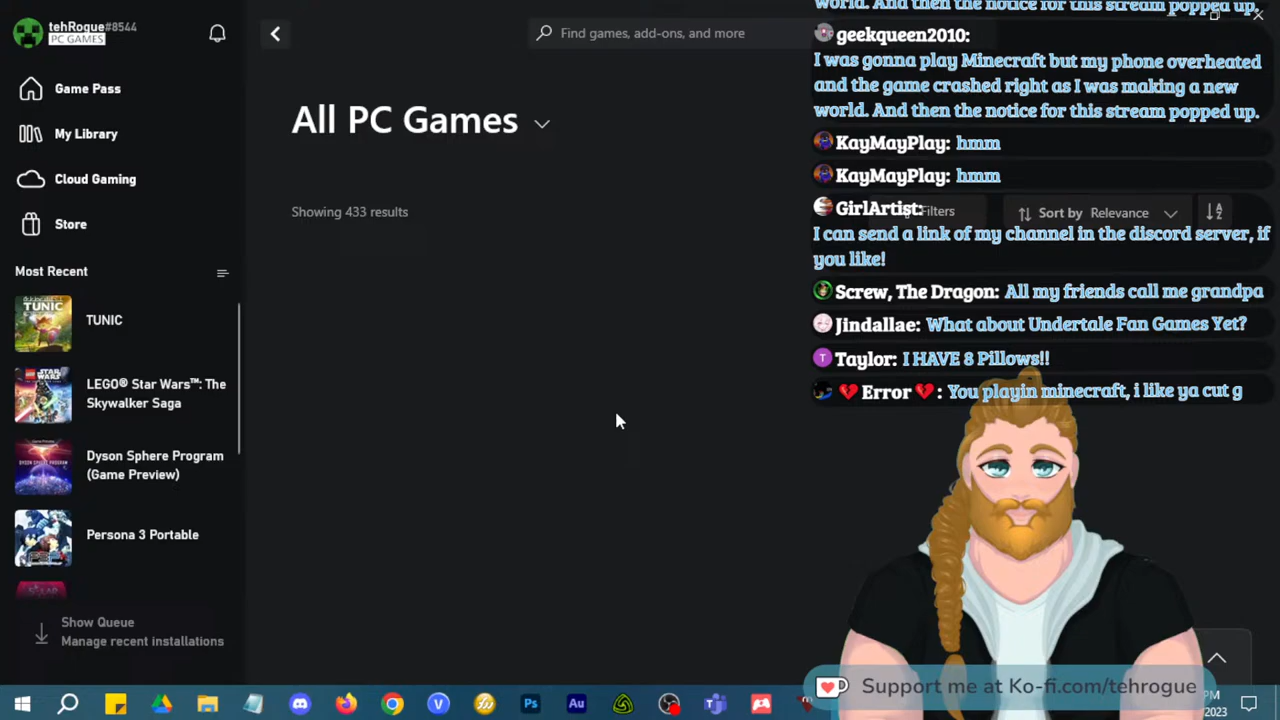 world. And then the notice for this stream popped up.
tehRogue#8544
PC GAMES
Find games, add-ons, and more
geekqueen2010:
I was gonna play Minecraft but my phone overheated
and the game crashed right as I was making a new
world. And then the notice for this stream popped up.
Game Pass
All PC Games
My Library
KayMayPlay: hmm
Cloud Gaming
KayMayPlay: hmm
Showing 433 results
GirlArtist:
Filters
Sort by Relevance
Store
I can send a link of my channel in the discord server, if
you like!
Most Recent
Screw, The Dragon: All my friends call me grandpa
TUNIC
TUNIC
Jindallae: What about Undertale Fan Games Yet?
Taylor: I HAVE 8 Pillows!!
LEGO® Star Wars™: The
Skywalker Saga
💔 Error 💔: You playin minecraft, i like ya cut g
Dyson Sphere Program
(Game Preview)
Persona 3 Portable
Show Queue
Manage recent installations
Support me at Ko-fi.com/tehrogue
PM
2023